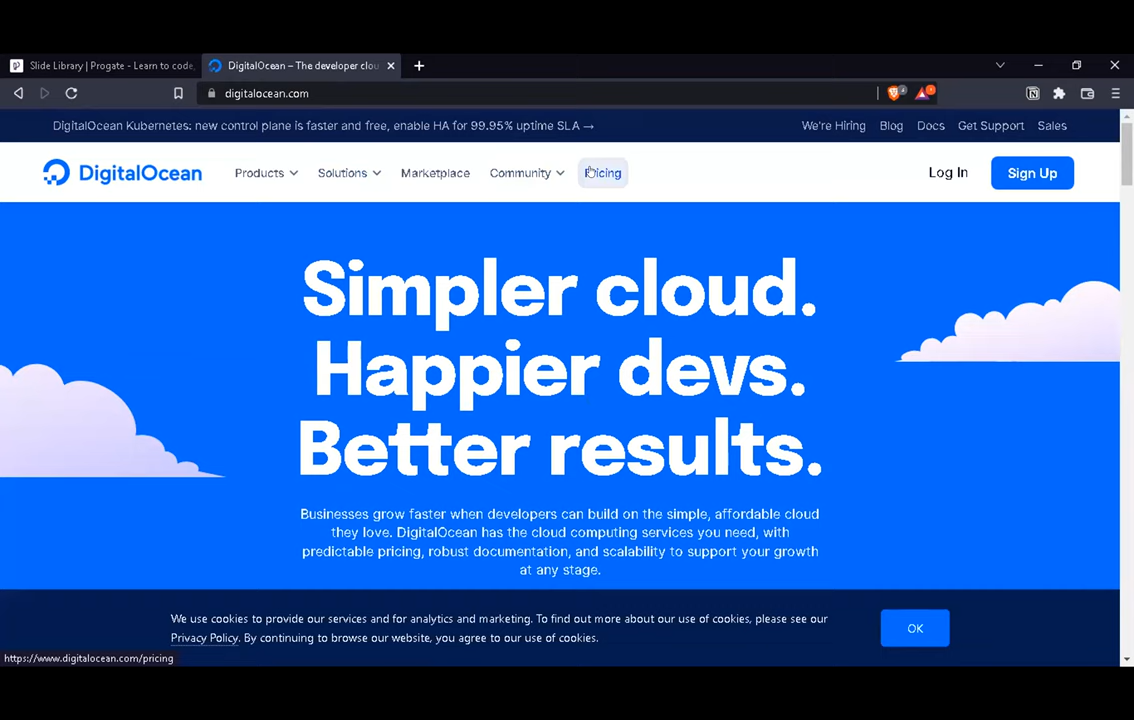 Slide Library | Progate - Learn to code,
DigitalOcean – The developer clou
digitalocean.com
4
1
DigitalOcean Kubernetes: new control plane is faster and free, enable HA for 99.95% uptime SLA →
We're Hiring Blog Docs Get Support Sales
DigitalOcean
Products Solutions Marketplace Community Pricing
Log In Sign Up
Simpler cloud.
Happier devs.
Better results.
Businesses grow faster when developers can build on the simple, affordable cloud
they love. DigitalOcean has the cloud computing services you need, with
predictable pricing, robust documentation, and scalability to support your growth
at any stage.
We use cookies to provide our services and for analytics and marketing. To find out more about our use of cookies, please see our
Privacy Policy. By continuing to browse our website, you agree to our use of cookies.
OK
https://www.digitalocean.com/pricing